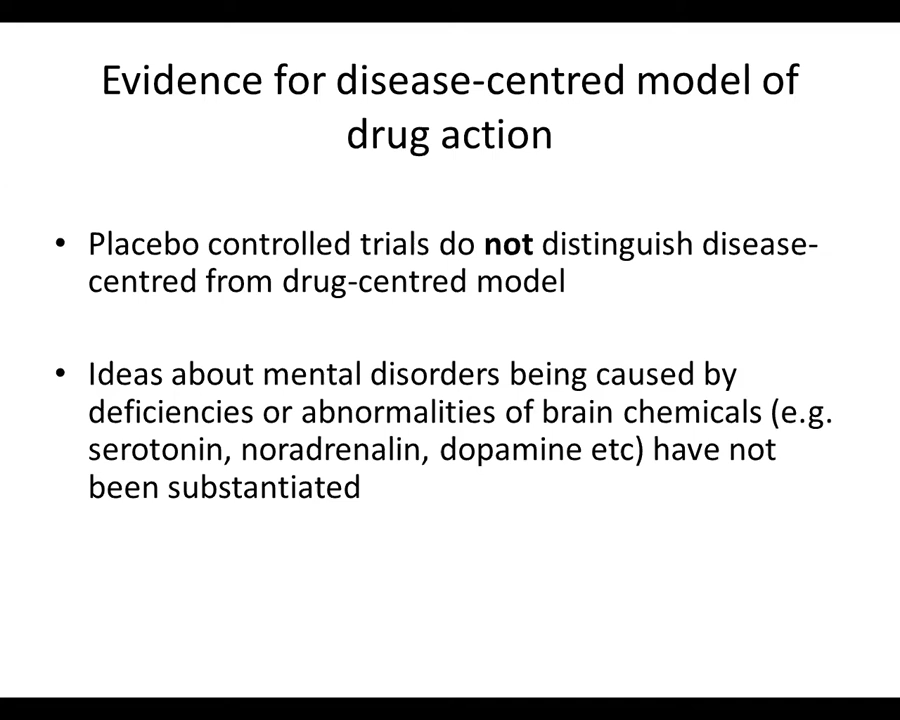 Evidence for disease-centred model of
drug action
• Placebo controlled trials do not distinguish disease-
centred from drug-centred model
• Ideas about mental disorders being caused by
deficiencies or abnormalities of brain chemicals (e.g.
serotonin, noradrenalin, dopamine etc) have not
been substantiated